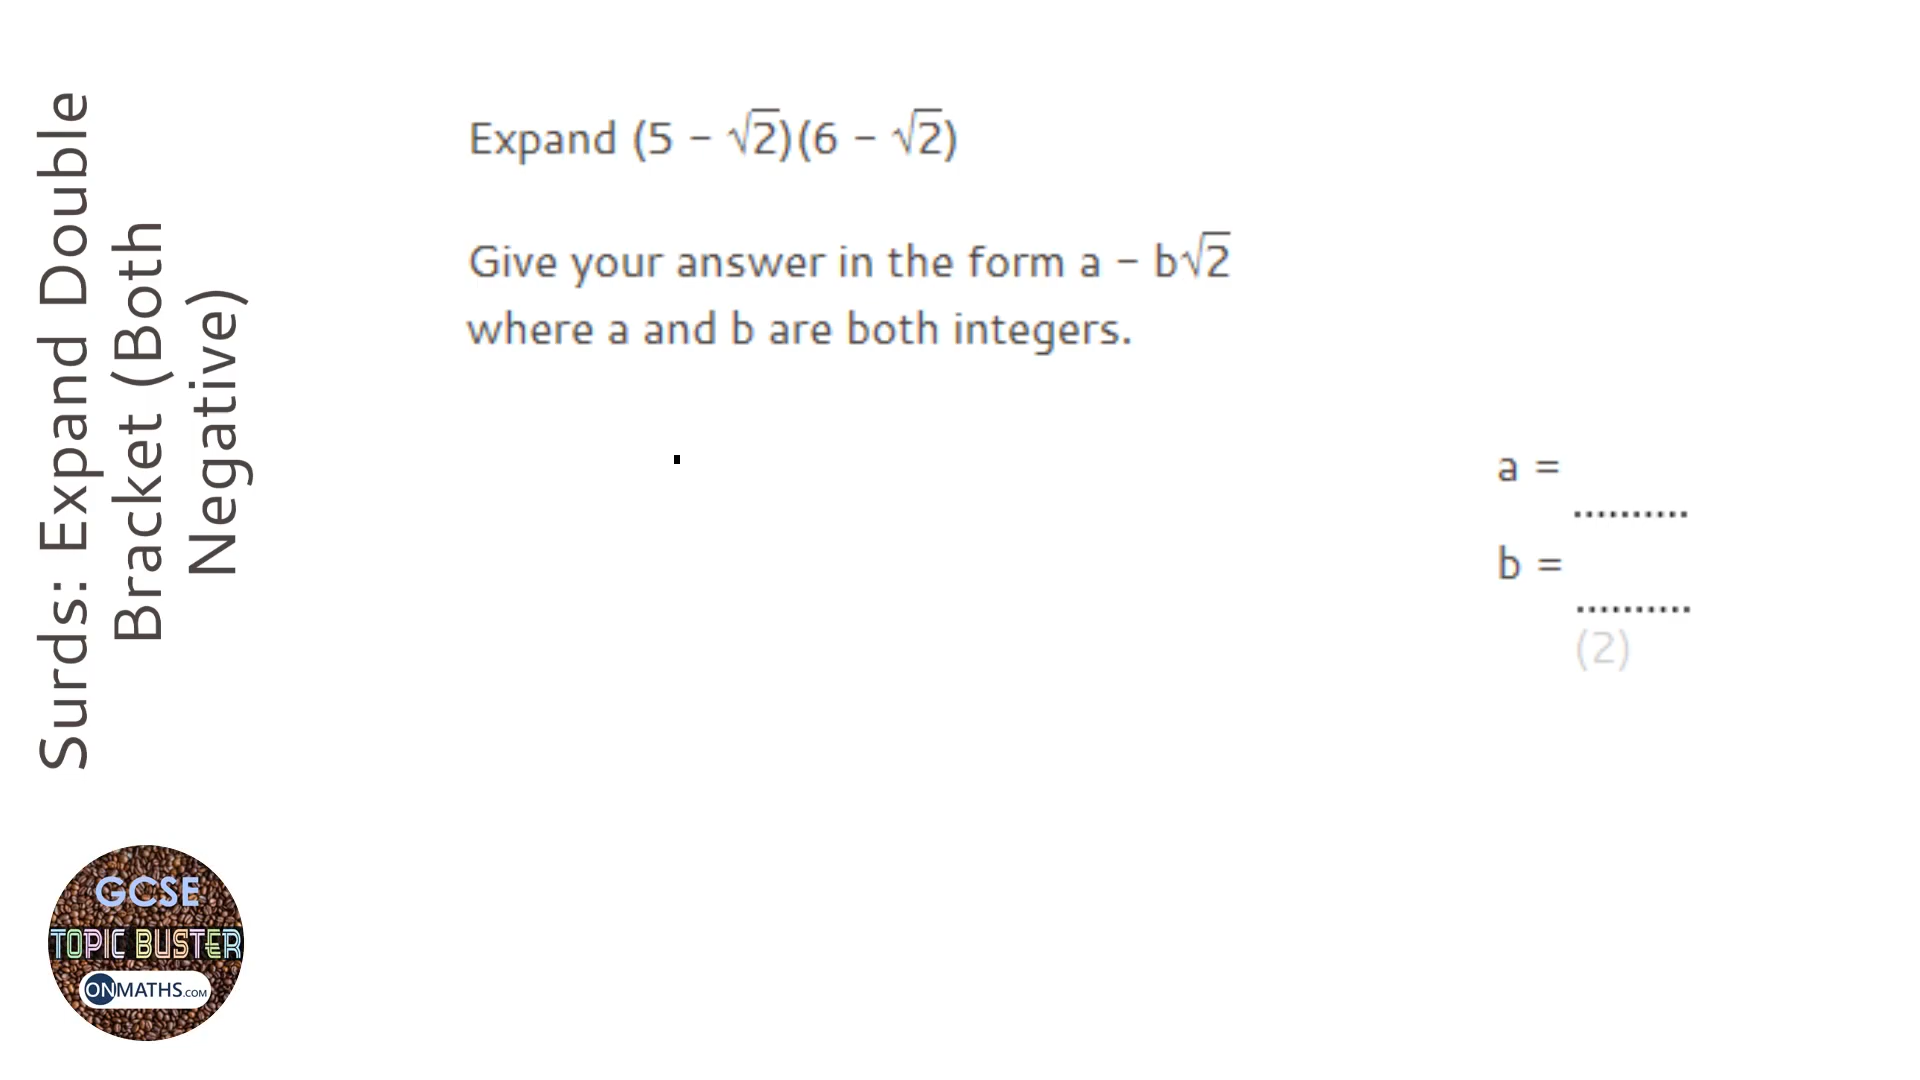 Surds: Expand Double
Bracket (Both
Negative)
Expand (5 - √2)(6 - √2)
Give your answer in the form a - b√2
where a and b are both integers.
a =
..........
b =
..........
(2)
GCSE
TOPIC BUSTER
ONMATHS.COM